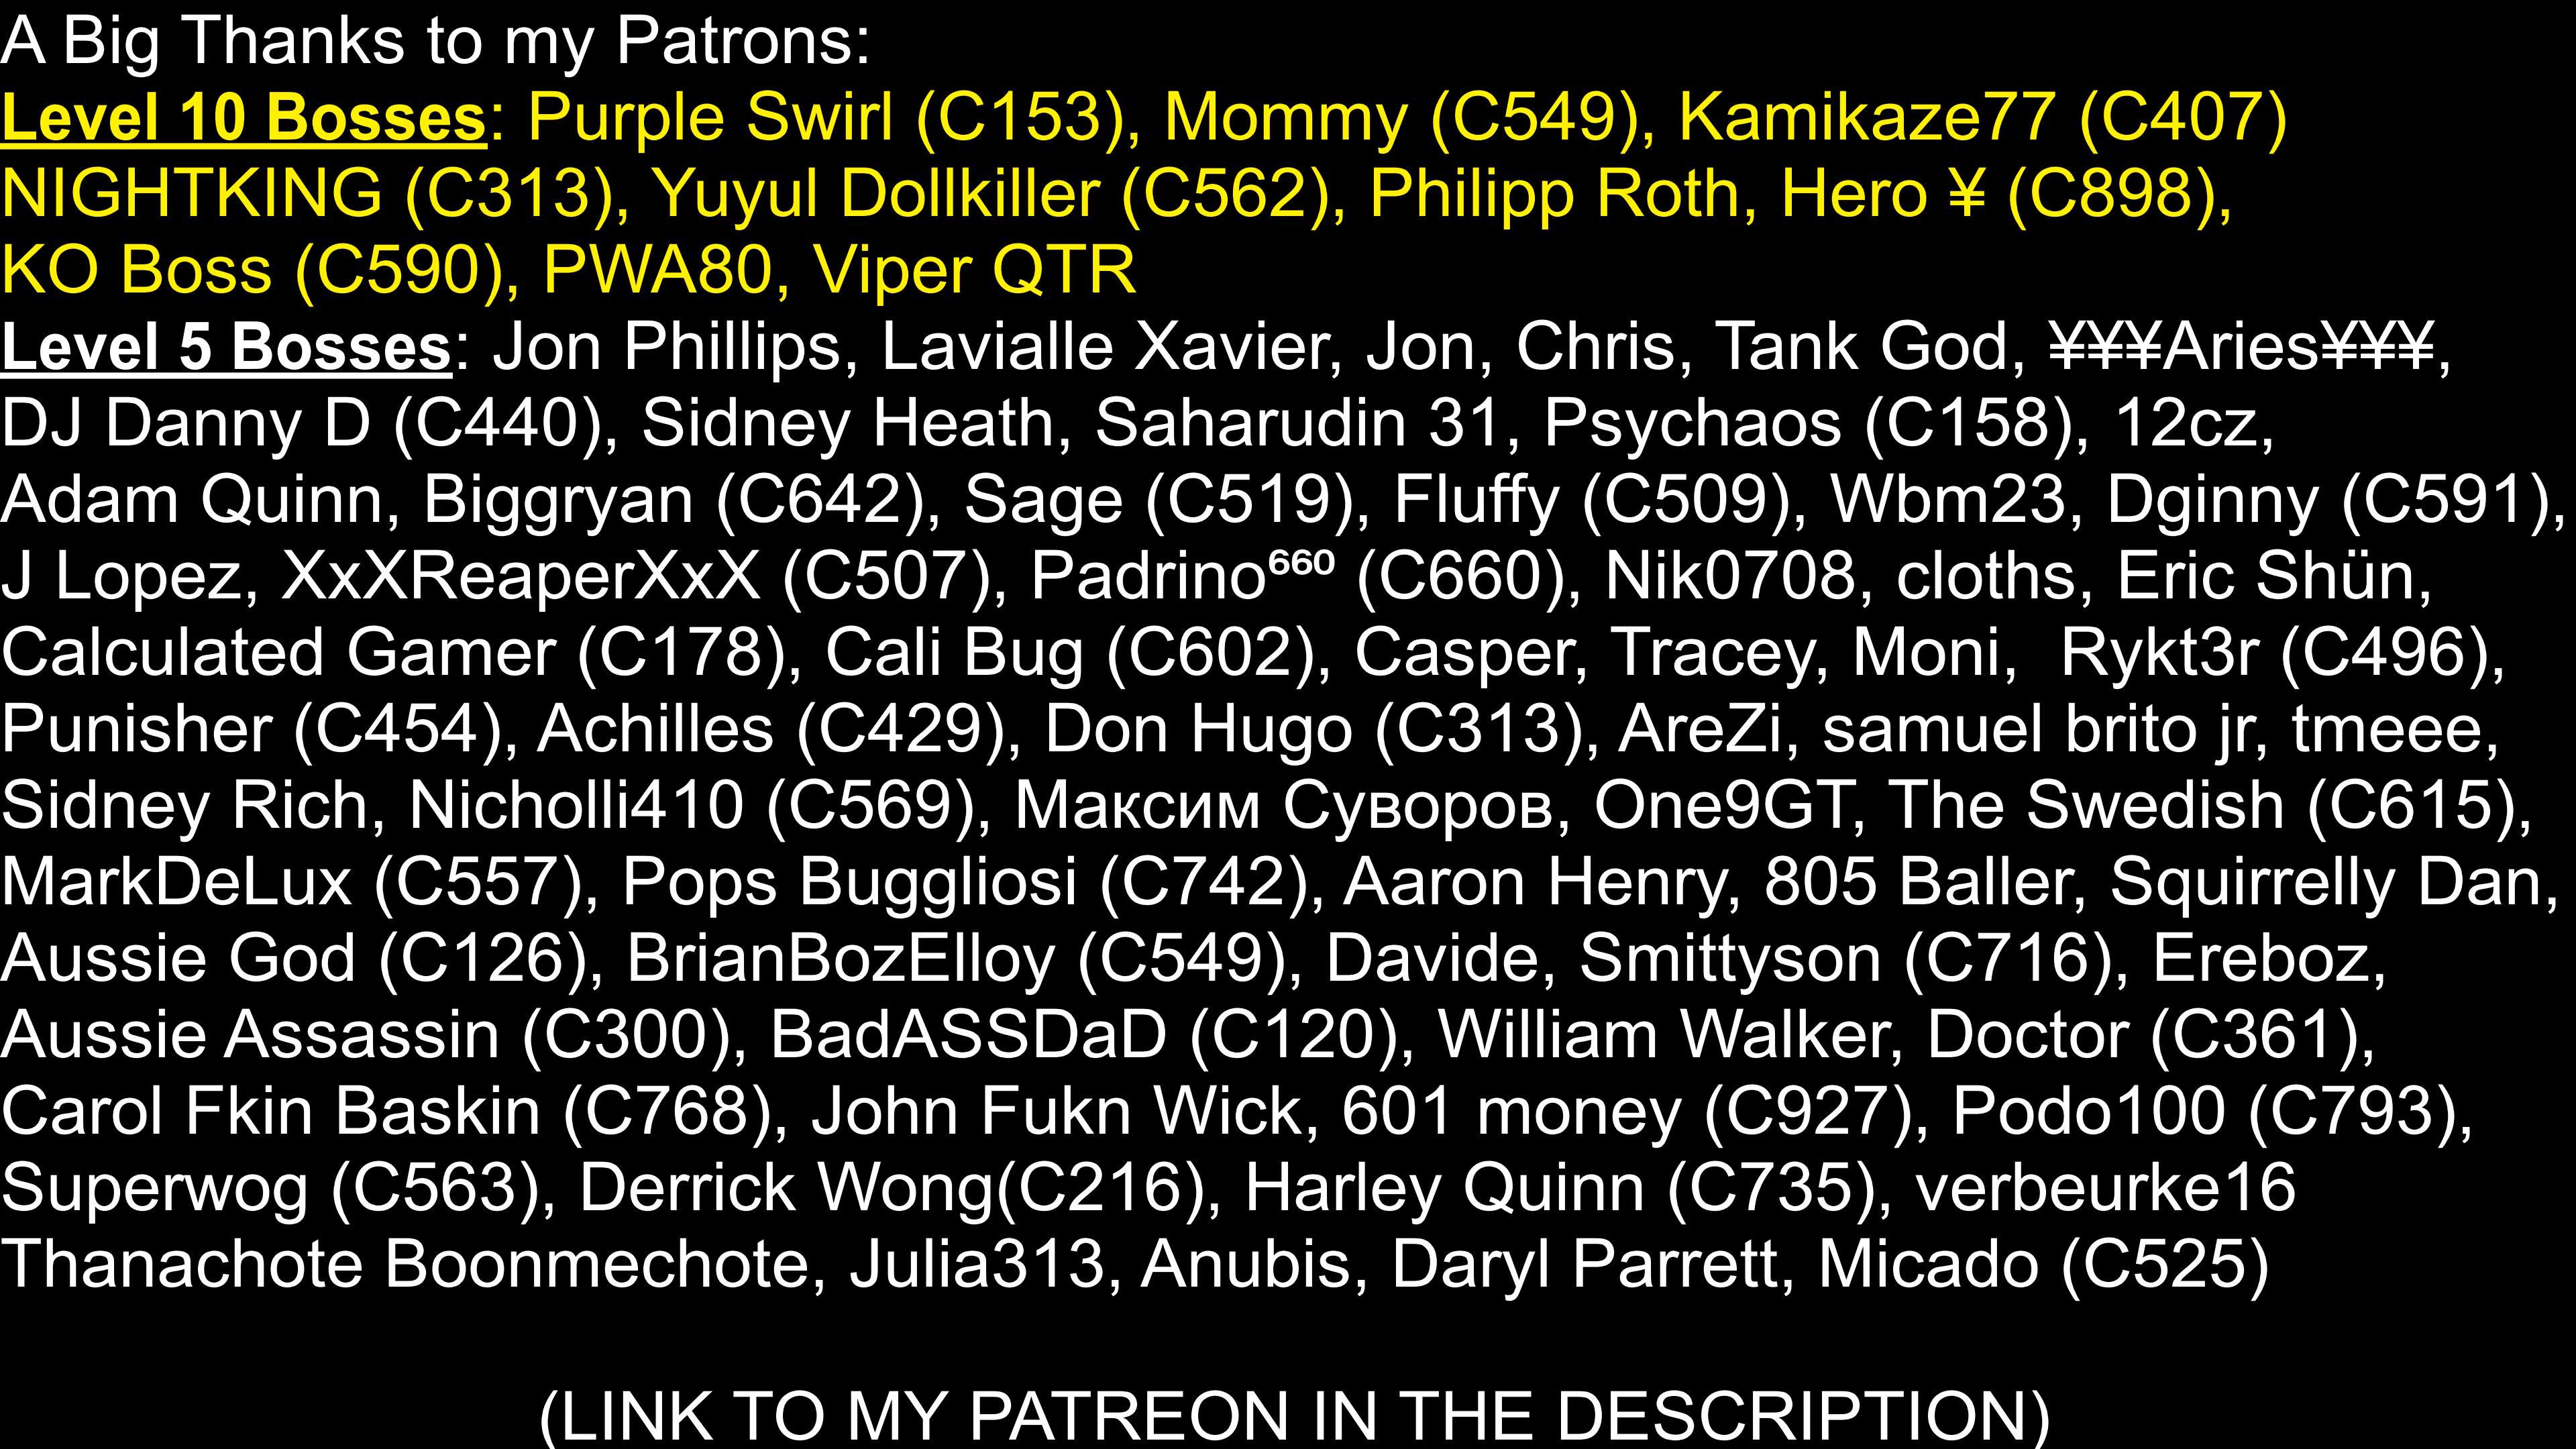 A Big Thanks to my Patrons:
Level 10 Bosses: Purple Swirl (C153), Mommy (C549), Kamikaze77 (C407)
NIGHTKING (C313), Yuyul Dollkiller (C562), Philipp Roth, Hero ¥ (C898),
KO Boss (C590), PWA80, Viper QTR
Level 5 Bosses: Jon Phillips, Lavialle Xavier, Jon, Chris, Tank God, ¥¥¥Aries¥¥¥,
DJ Danny D (C440), Sidney Heath, Saharudin 31, Psychaos (C158), 12cz,
Adam Quinn, Biggryan (C642), Sage (C519), Fluffy (C509), Wbm23, Dginny (C591),
J Lopez, XxXReaperXxX (C507), Padrino⁶⁶⁰ (C660), Nik0708, cloths, Eric Shün,
Calculated Gamer (C178), Cali Bug (C602), Casper, Tracey, Moni,  Rykt3r (C496),
Punisher (C454), Achilles (C429), Don Hugo (C313), AreZi, samuel brito jr, tmeee,
Sidney Rich, Nicholli410 (C569), Максим Суворов, One9GT, The Swedish (C615),
MarkDeLux (C557), Pops Buggliosi (C742), Aaron Henry, 805 Baller, Squirrelly Dan,
Aussie God (C126), BrianBozElloy (C549), Davide, Smittyson (C716), Ereboz,
Aussie Assassin (C300), BadASSDaD (C120), William Walker, Doctor (C361),
Carol Fkin Baskin (C768), John Fukn Wick, 601 money (C927), Podo100 (C793),
Superwog (C563), Derrick Wong(C216), Harley Quinn (C735), verbeurke16
Thanachote Boonmechote, Julia313, Anubis, Daryl Parrett, Micado (C525)
(LINK TO MY PATREON IN THE DESCRIPTION)